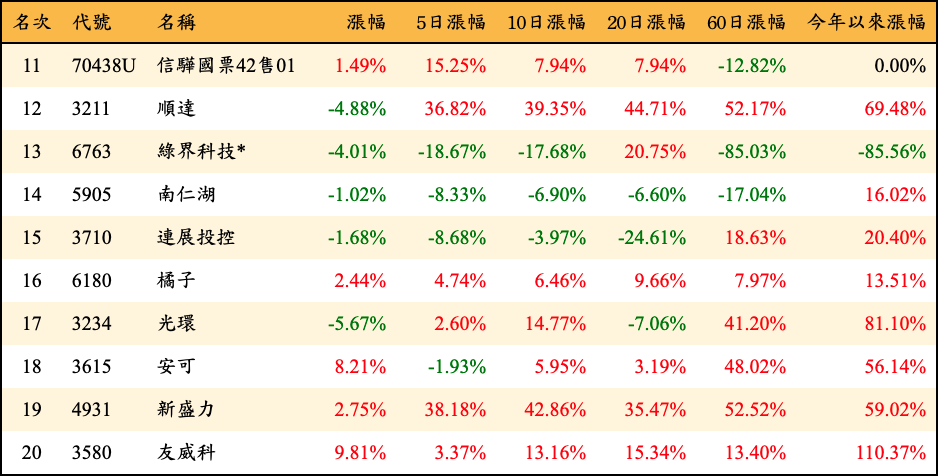 名次 代號 名稱 漲幅 5日漲幅 10日漲幅 20日漲幅 60日漲幅 今年以來漲幅
11 70438U 信驊國票42售01 1.49% 15.25% 7.94% 7.94% -12.82% 0.00%
12 3211 順達 -4.88% 36.82% 39.35% 44.71% 52.17% 69.48%
13 6763 綠界科技* -4.01% -18.67% -17.68% 20.75% -85.03% -85.56%
14 5905 南仁湖 -1.02% -8.33% -6.90% -6.60% -17.04% 16.02%
15 3710 連展投控 -1.68% -8.68% -3.97% -24.61% 18.63% 20.40%
16 6180 橘子 2.44% 4.74% 6.46% 9.66% 7.97% 13.51%
17 3234 光環 -5.67% 2.60% 14.77% -7.06% 41.20% 81.10%
18 3615 安可 8.21% -1.93% 5.95% 3.19% 48.02% 56.14%
19 4931 新盛力 2.75% 38.18% 42.86% 35.47% 52.52% 59.02%
20 3580 友威科 9.81% 3.37% 13.16% 15.34% 13.40% 110.37%